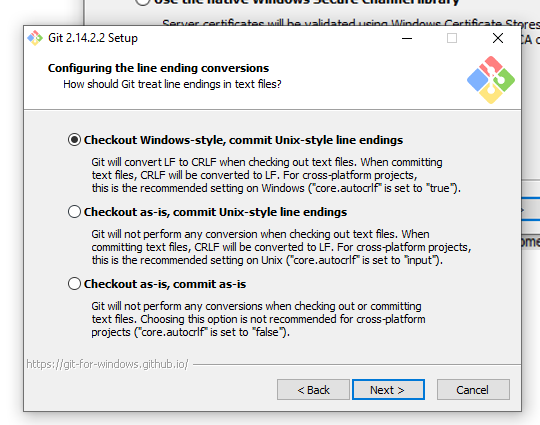 Use the native Windows Secure Channel library
Server certificates will be validated using Windows Certificate Stores
Git 2.14.2.2 Setup
CA
Configuring the line ending conversions
How should Git treat line endings in text files?
Checkout Windows-style, commit Unix-style line endings
Git will convert LF to CRLF when checking out text files. When committing
text files, CRLF will be converted to LF. For cross-platform projects,
this is the recommended setting on Windows ("core.autocrlf" is set to "true").
Checkout as-is, commit Unix-style line endings
Git will not perform any conversion when checking out text files. When
committing text files, CRLF will be converted to LF. For cross-platform projects,
this is the recommended setting on Unix ("core.autocrlf" is set to "input").
Checkout as-is, commit as-is
Git will not perform any conversions when checking out or committing
text files. Choosing this option is not recommended for cross-platform
projects ("core.autocrlf" is set to "false").
https://git-for-windows.github.io/
< Back
Next >
Cancel